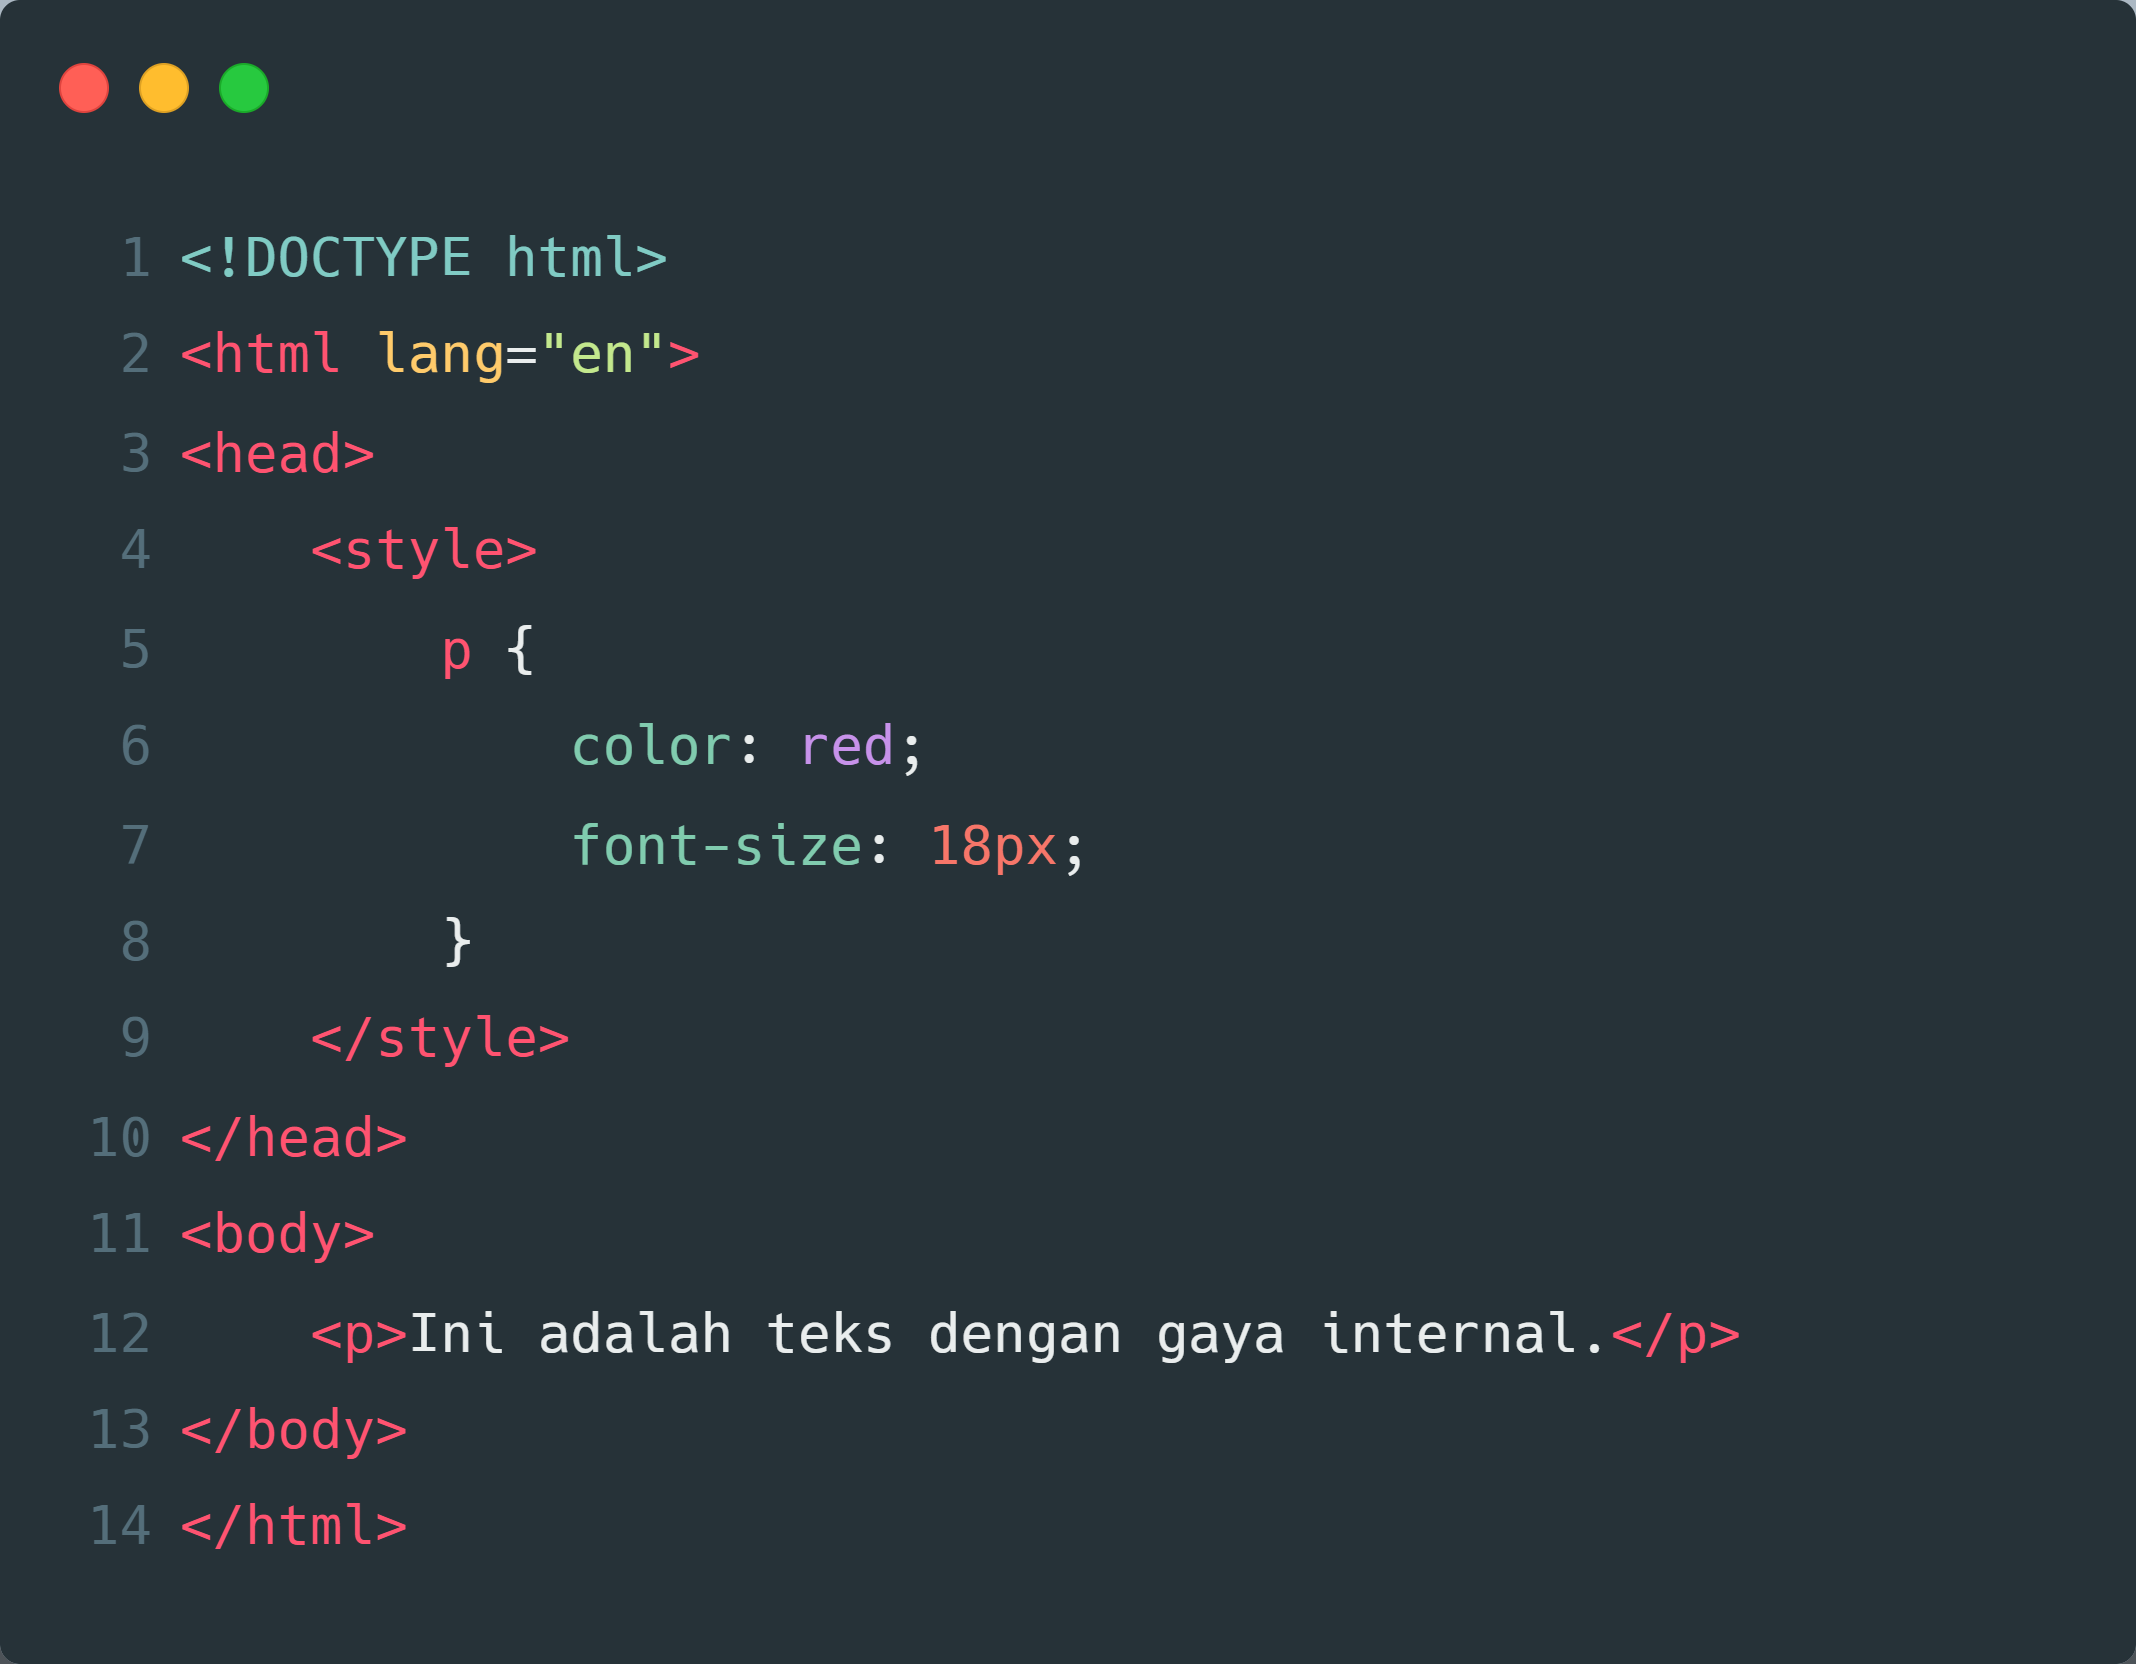 1 <!DOCTYPE html>
2 <html lang="en">
3 <head>
4     <style>
5         p {
6             color: red;
7             font-size: 18px;
8         }
9     </style>
10 </head>
11 <body>
12     <p>Ini adalah teks dengan gaya internal.</p>
13 </body>
14 </html>